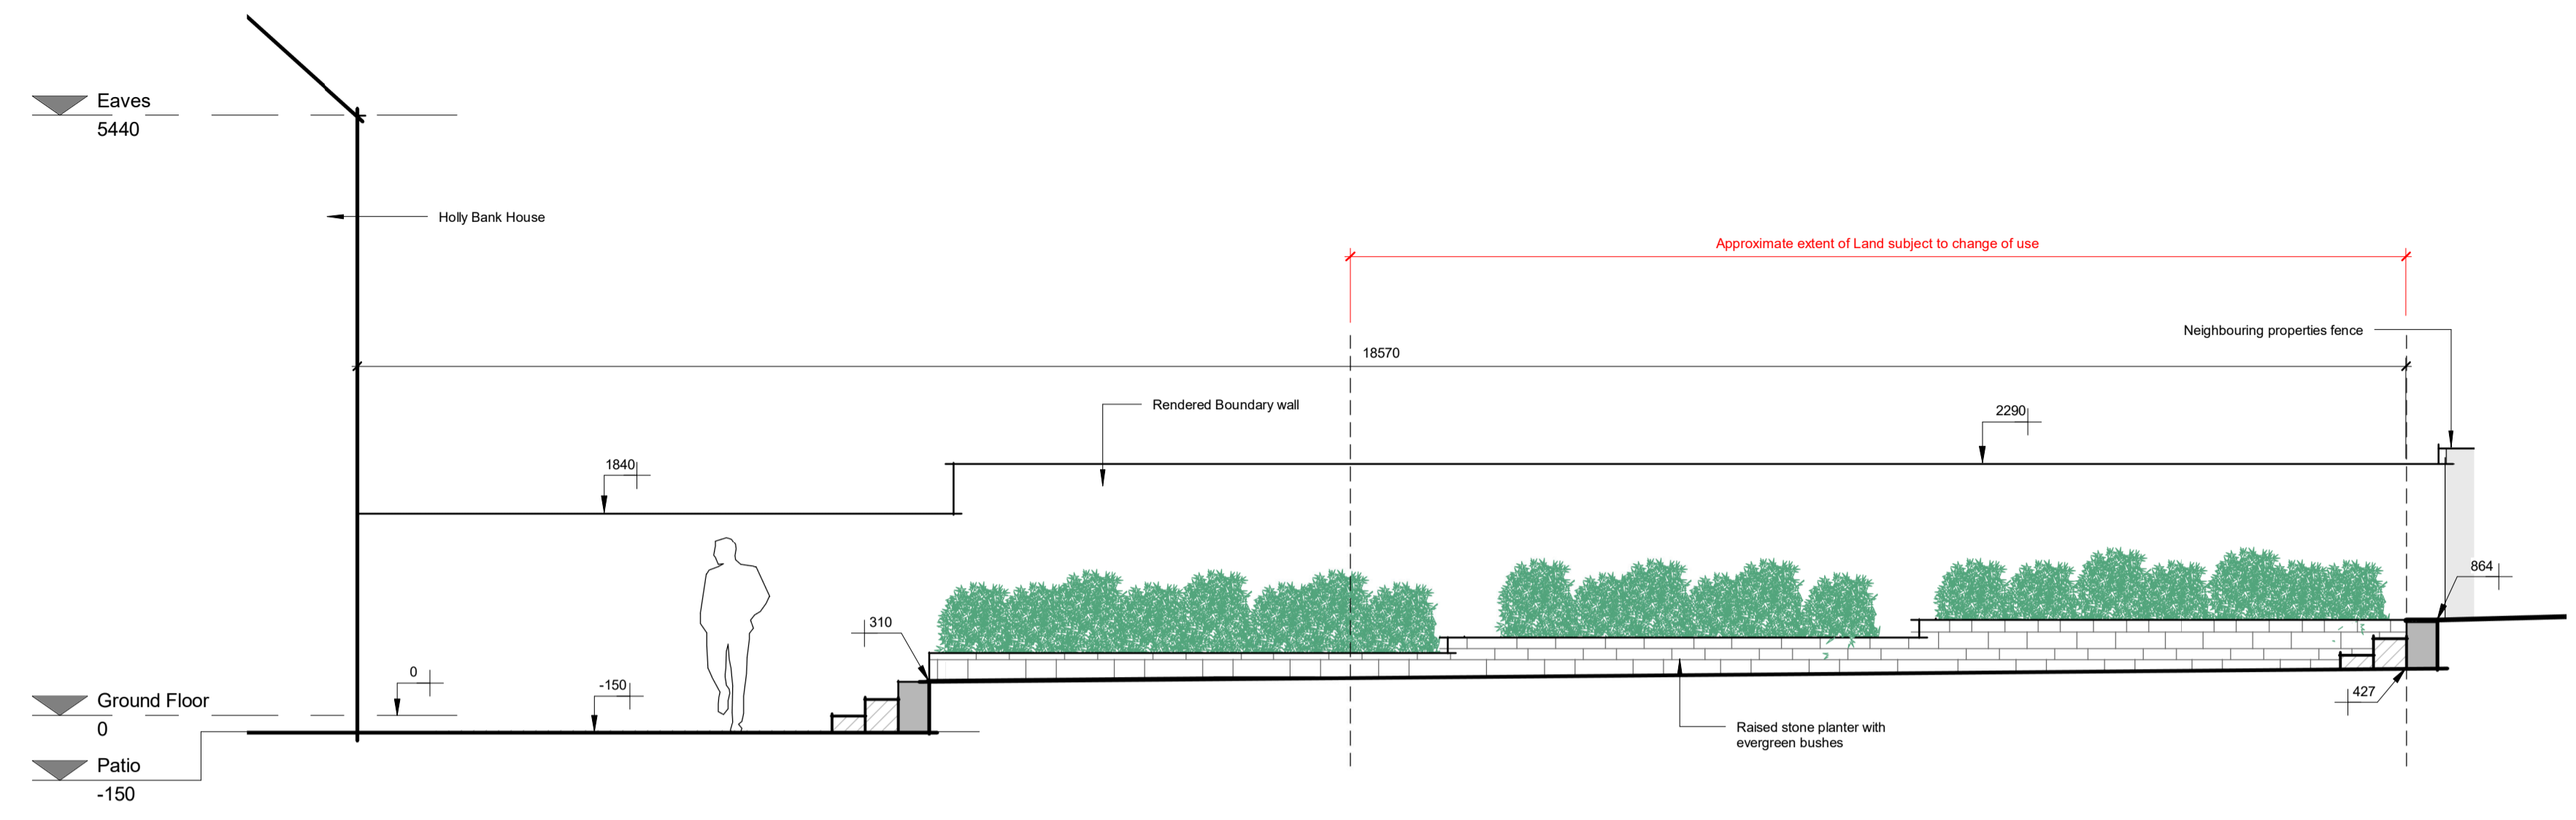 Eaves
5440
Holly Bank House
Approximate extent of Land subject to change of use
Neighbouring properties fence
18570
Rendered Boundary wall
2290
1840
864
310
0
-150
427
Ground Floor
0
Raised stone planter with
evergreen bushes
Patio
-150